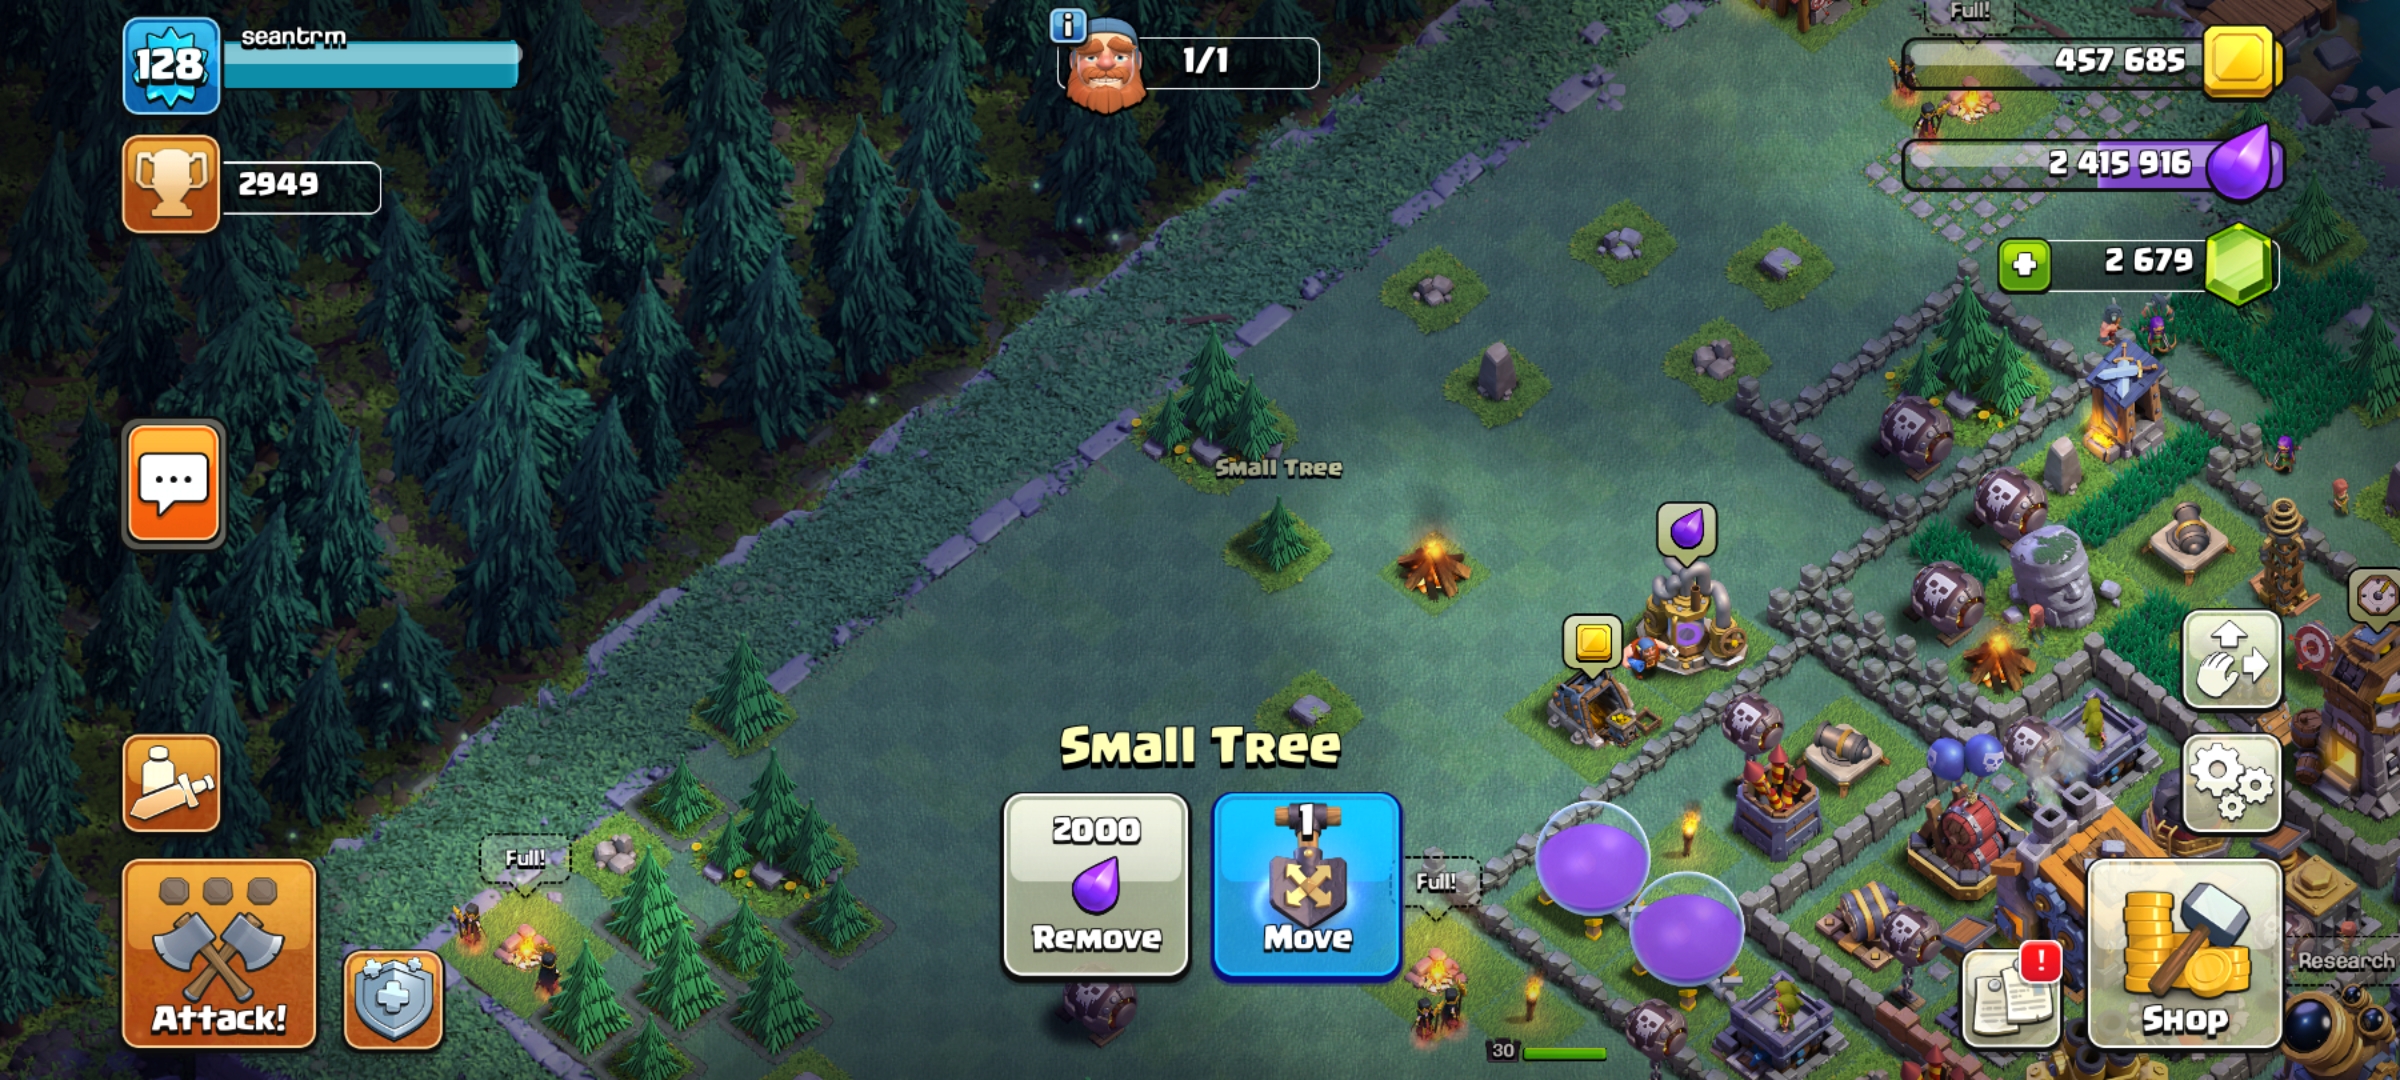 128
seantrm
1/1
Full!
457 685
2949
2 415 916
2 679
Small Tree
Small Tree
2000
1
Full!
Full!
Remove
Move
Research
!
Attack!
Shop
30